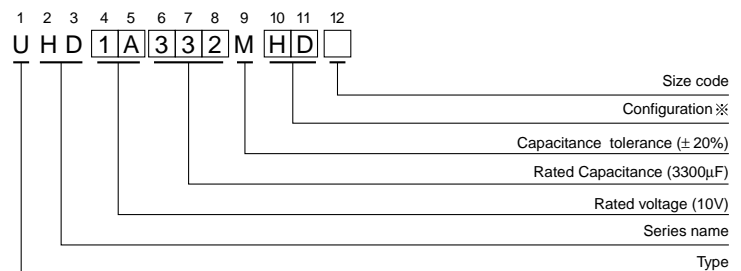 1 2 3 4 5 6 7 8 9 10 11 12
U H D 1 A 3 3 2 M H D
Size code
Configuration※
Capacitance tolerance (± 20%)
Rated Capacitance (3300µF)
Rated voltage (10V)
Series name
Type